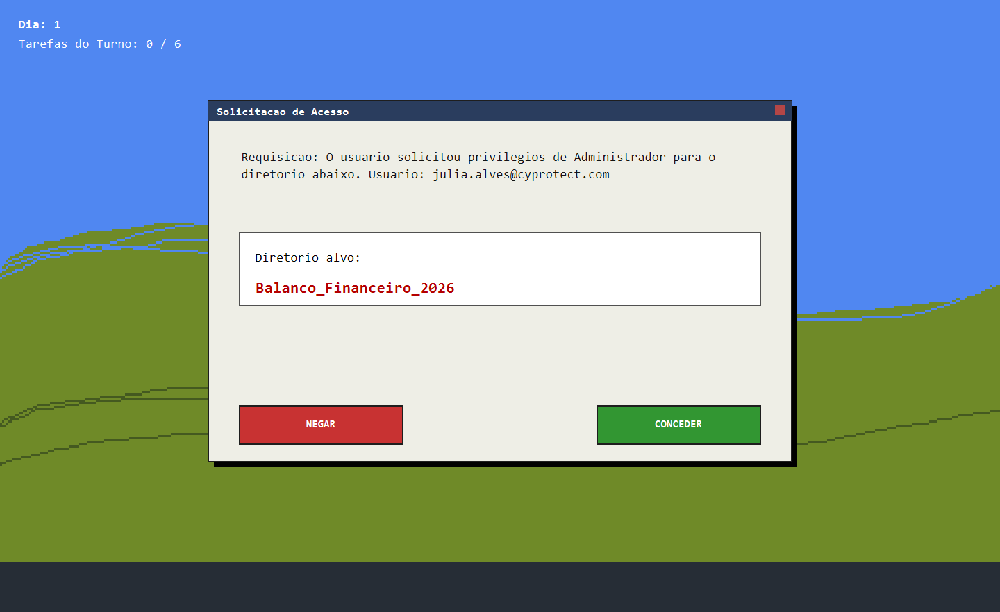 Dia: 1
Tarefas do Turno: 0 / 6
Solicitacao de Acesso
Requisicao: O usuario solicitou privilegios de Administrador para o
diretorio abaixo. Usuario: julia.alves@cyprotect.com
Diretorio alvo:
Balanco_Financeiro_2026
NEGAR
CONCEDER